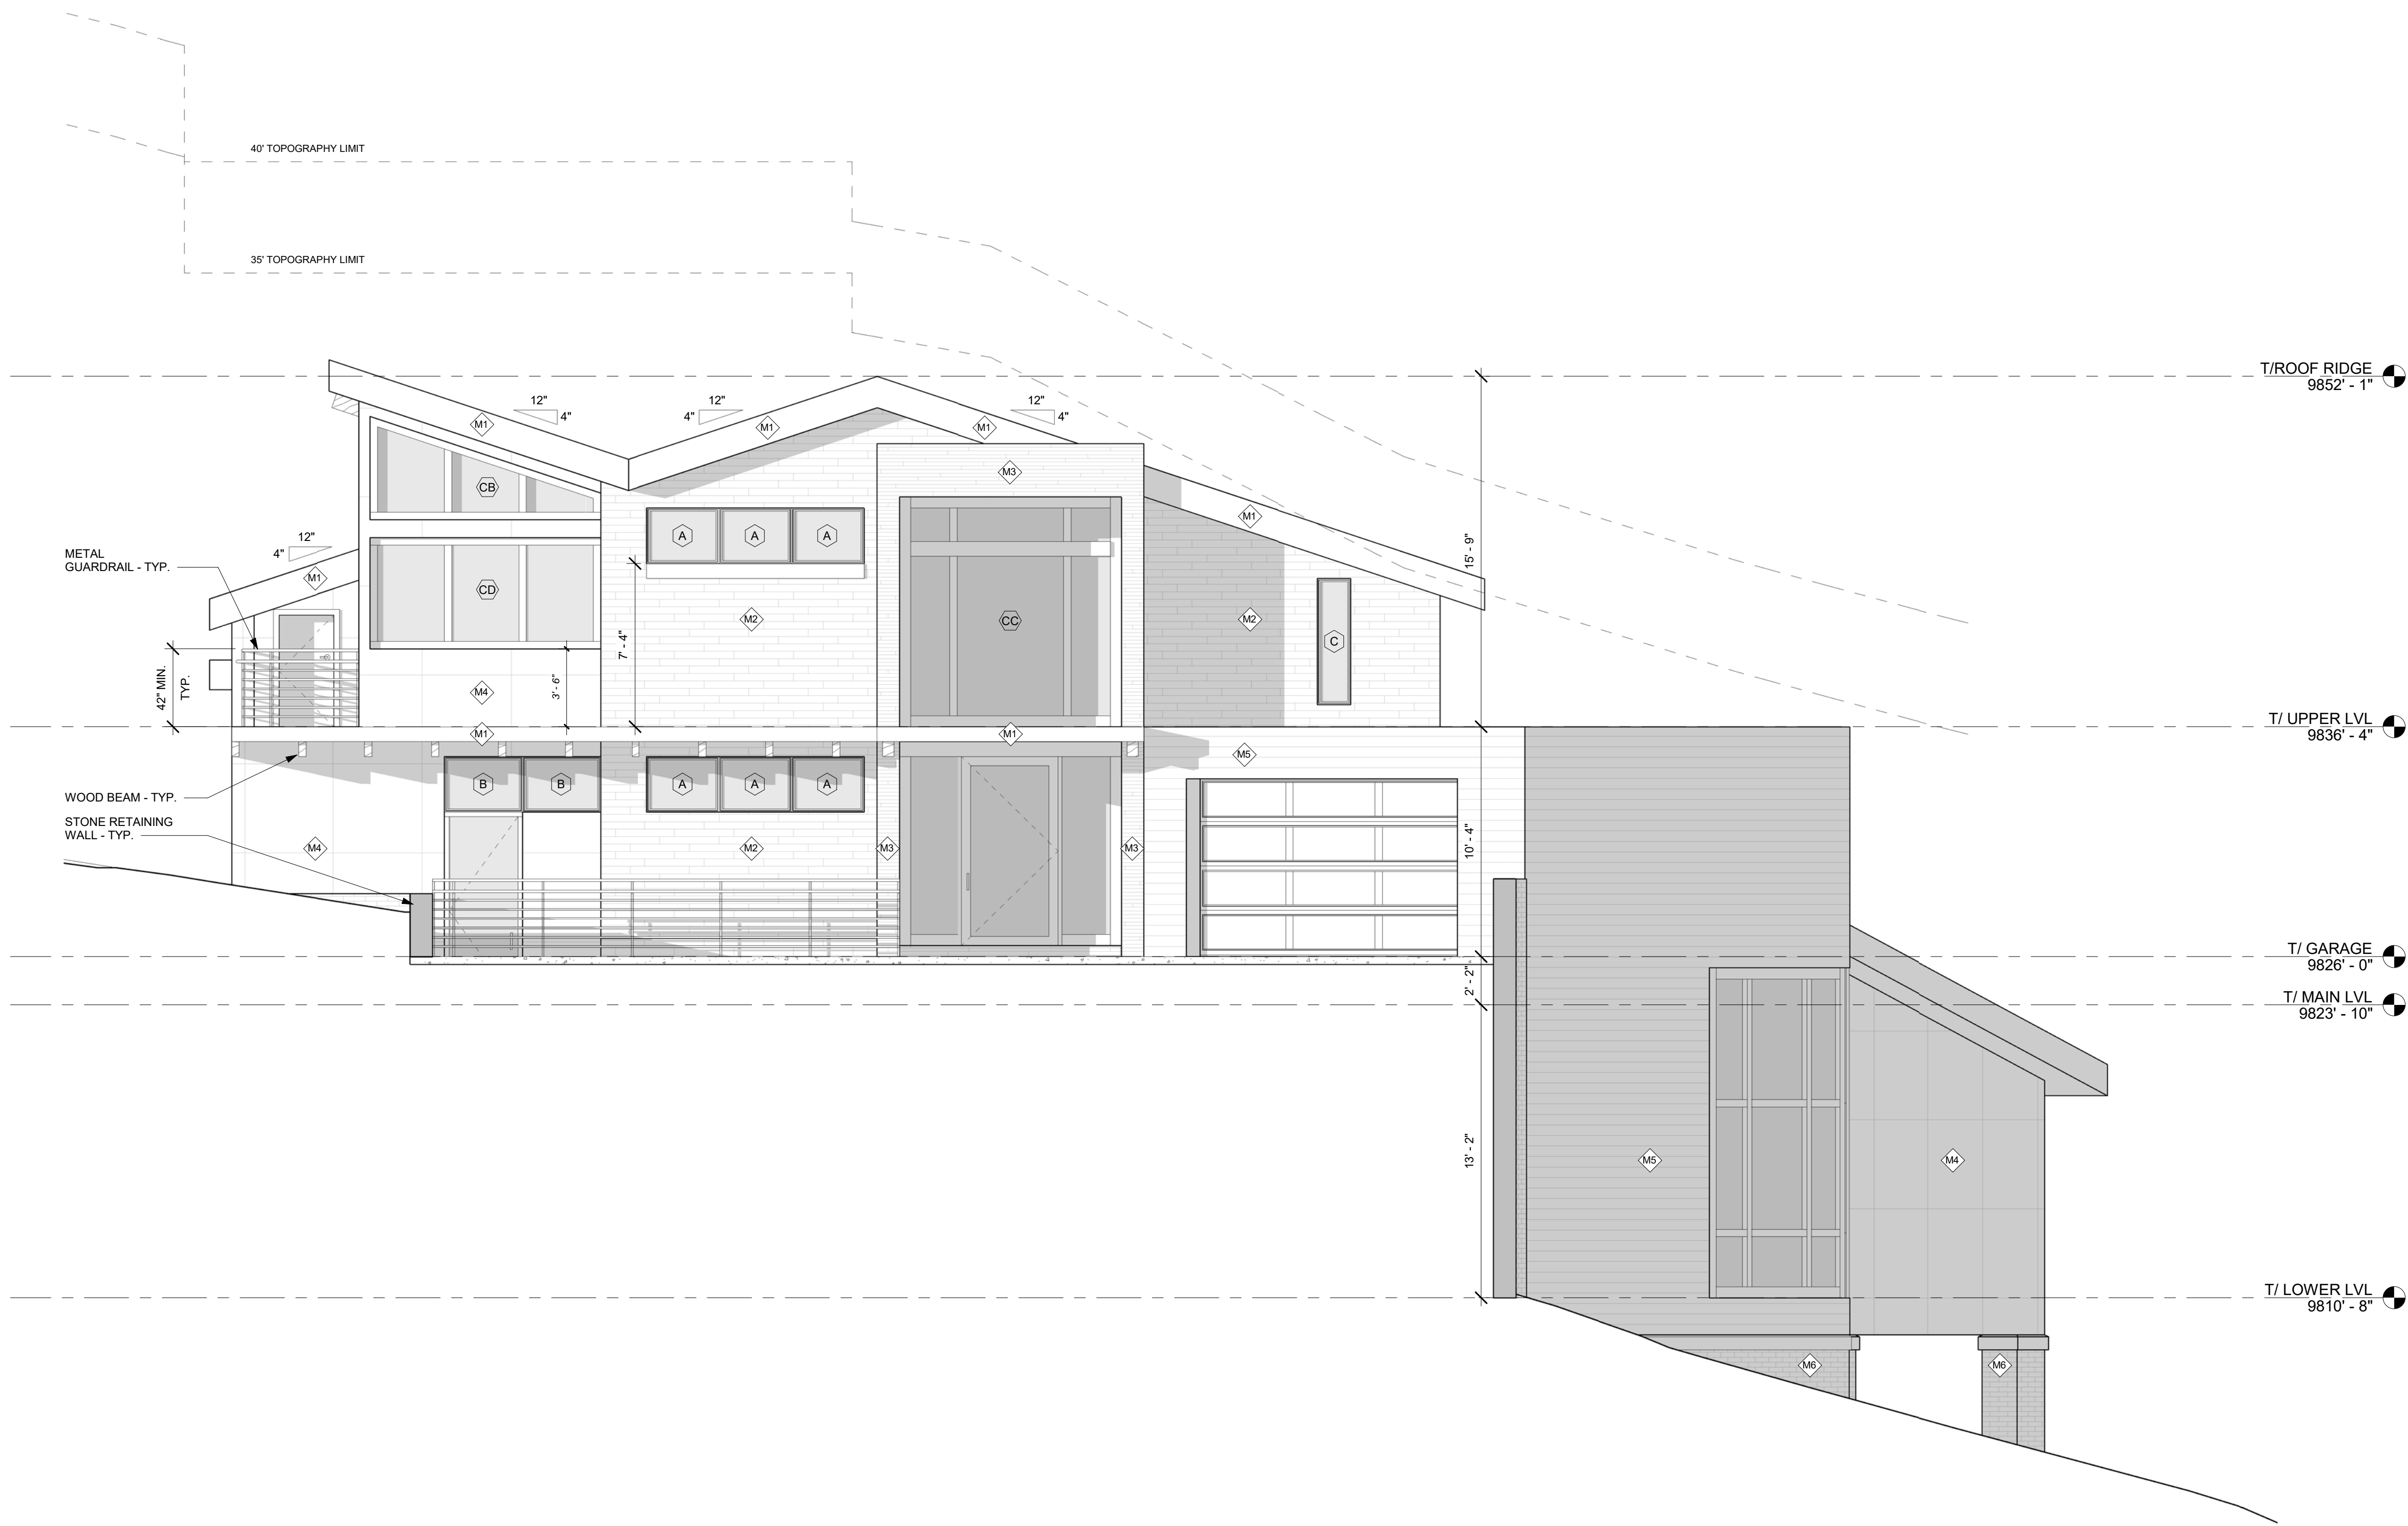 40' TOPOGRAPHY LIMIT
35' TOPOGRAPHY LIMIT
T/ROOF RIDGE
9852' - 1"
12"
4"
12"
4"
12"
4"
M1
M1
M1
M3
CB
M1
A
A
A
12"
4"
15' - 9"
METAL
GUARDRAIL - TYP.
M1
CD
M2
CC
M2
C
7' - 4"
42" MIN.
TYP.
3' - 6"
M4
T/ UPPER LVL
9836' - 4"
M1
M1
M5
B
B
A
A
A
WOOD BEAM - TYP.
STONE RETAINING
WALL - TYP.
M4
M2
M3
M3
10' - 4"
T/ GARAGE
9826' - 0"
2' - 2"
T/ MAIN LVL
9823' - 10"
13' - 2"
M5
M4
T/ LOWER LVL
9810' - 8"
M6
M6